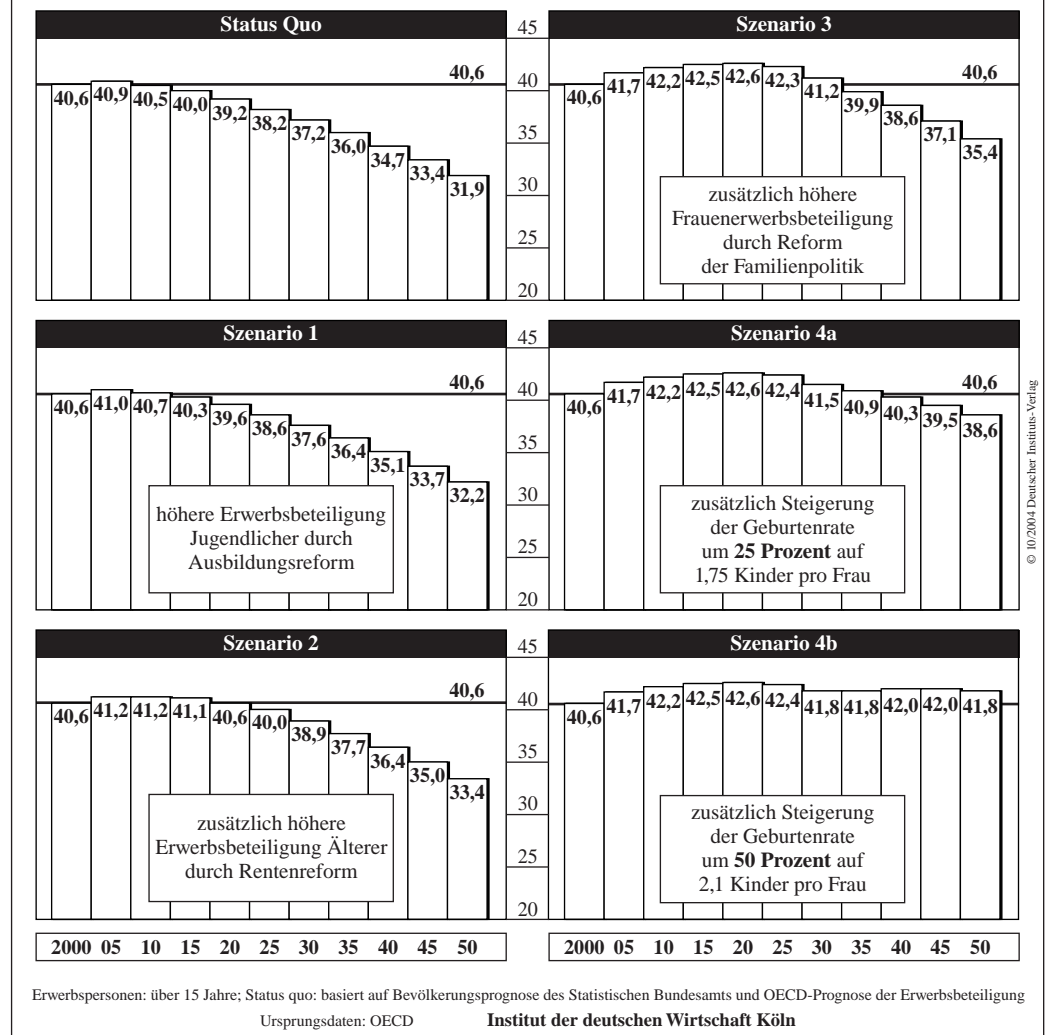 Status Quo
40,6
40,6 40,9 40,5 40,0 39,2 38,2 37,2 36,0 34,7 33,4 31,9
45
40
35
30
25
20
Szenario 3
40,6
40,6 41,7 42,2 42,5 42,6 42,3 41,2 39,9 38,6 37,1 35,4
zusätzlich höhere
Frauenerwerbsbeteiligung
durch Reform
der Familienpolitik
Szenario 1
40,6
40,6 41,0 40,7 40,3 39,6 38,6 37,6 36,4 35,1 33,7 32,2
höhere Erwerbsbeteiligung
Jugendlicher durch
Ausbildungsreform
45
40
35
30
25
20
Szenario 4a
40,6
40,6 41,7 42,2 42,5 42,6 42,4 41,5 40,9 40,3 39,5 38,6
zusätzlich Steigerung
der Geburtenrate
um 25 Prozent auf
1,75 Kinder pro Frau
Szenario 2
40,6
40,6 41,2 41,2 41,1 40,6 40,0 38,9 37,7 36,4 35,0 33,4
zusätzlich höhere
Erwerbsbeteiligung Älterer
durch Rentenreform
45
40
35
30
25
20
Szenario 4b
40,6 41,7 42,2 42,5 42,6 42,4 41,8 41,8 42,0 42,0 41,8
zusätzlich Steigerung
der Geburtenrate
um 50 Prozent auf
2,1 Kinder pro Frau
2000 05 10 15 20 25 30 35 40 45 50
2000 05 10 15 20 25 30 35 40 45 50
© 10/2004 Deutscher Instituts-Verlag
Erwerbspersonen: über 15 Jahre; Status quo: basiert auf Bevölkerungsprognose des Statistischen Bundesamts und OECD-Prognose der Erwerbsbeteiligung
Ursprungsdaten: OECD Institut der deutschen Wirtschaft Köln